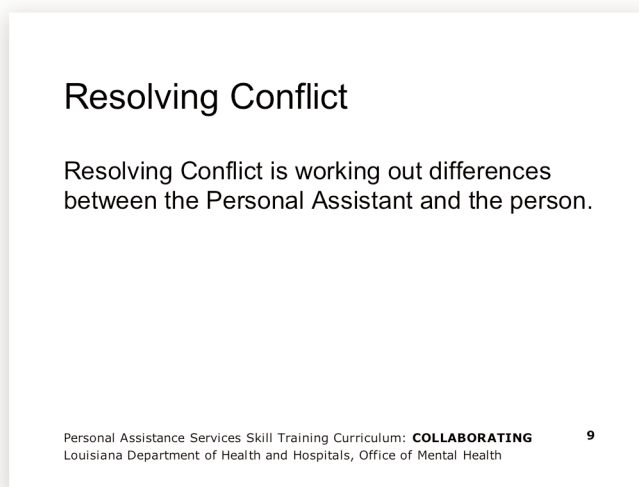 Resolving Conflict
Resolving Conflict is working out differences
between the Personal Assistant and the person.
Personal Assistance Services Skill Training Curriculum: COLLABORATING
9
Louisiana Department of Health and Hospitals, Office of Mental Health